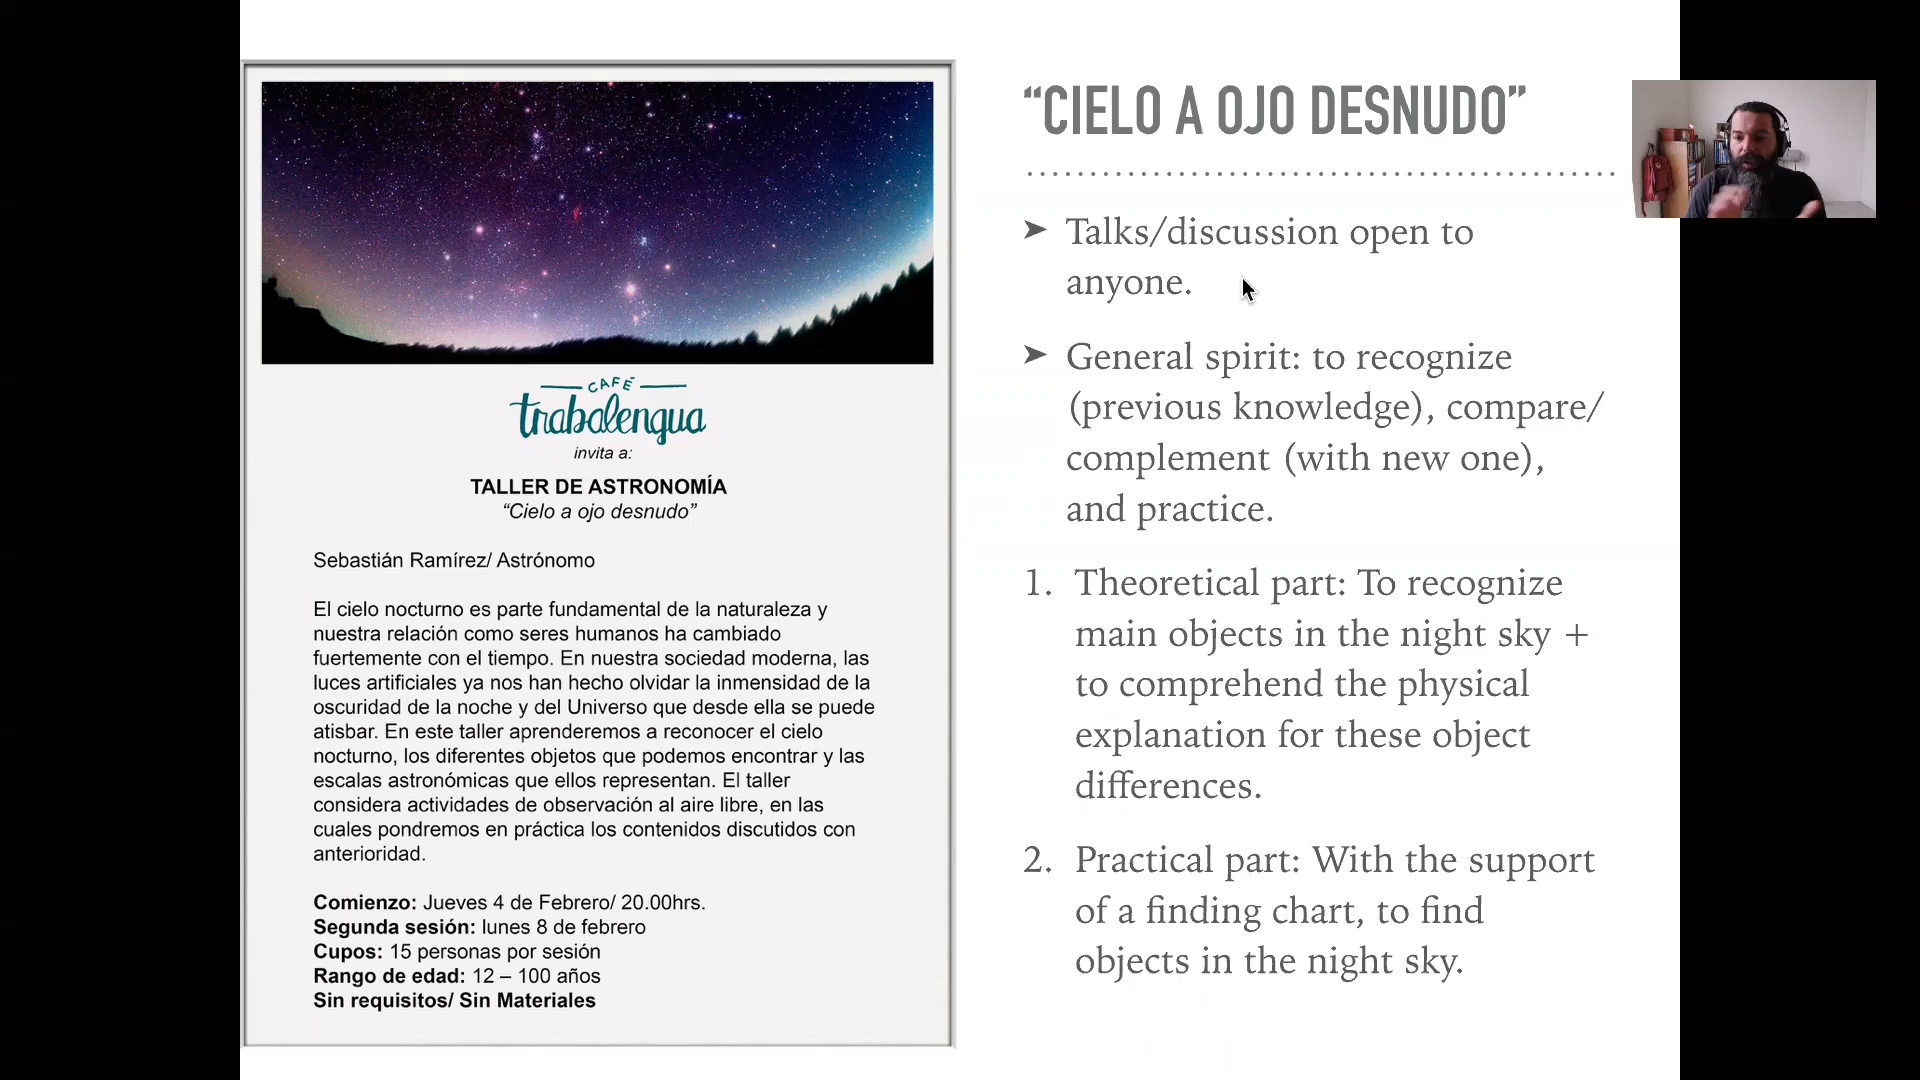 CAFÉ
trabalengua
invita a:
TALLER DE ASTRONOMÍA
“Cielo a ojo desnudo”
Sebastián Ramírez/ Astrónomo
El cielo nocturno es parte fundamental de la naturaleza y
nuestra relación como seres humanos ha cambiado
fuertemente con el tiempo. En nuestra sociedad moderna, las
luces artificiales ya nos han hecho olvidar la inmensidad de la
oscuridad de la noche y del Universo que desde ella se puede
atisbar. En este taller aprenderemos a reconocer el cielo
nocturno, los diferentes objetos que podemos encontrar y las
escalas astronómicas que ellos representan. El taller
considera actividades de observación al aire libre, en las
cuales pondremos en práctica los contenidos discutidos con
anterioridad.
Comienzo: Jueves 4 de Febrero/ 20.00hrs.
Segunda sesión: lunes 8 de febrero
Cupos: 15 personas por sesión
Rango de edad: 12 – 100 años
Sin requisitos/ Sin Materiales
“CIELO A OJO DESNUDO”
➤ Talks/discussion open to
anyone.
➤ General spirit: to recognize
(previous knowledge), compare/
complement (with new one),
and practice.
1. Theoretical part: To recognize
main objects in the night sky +
to comprehend the physical
explanation for these object
differences.
2. Practical part: With the support
of a finding chart, to find
objects in the night sky.